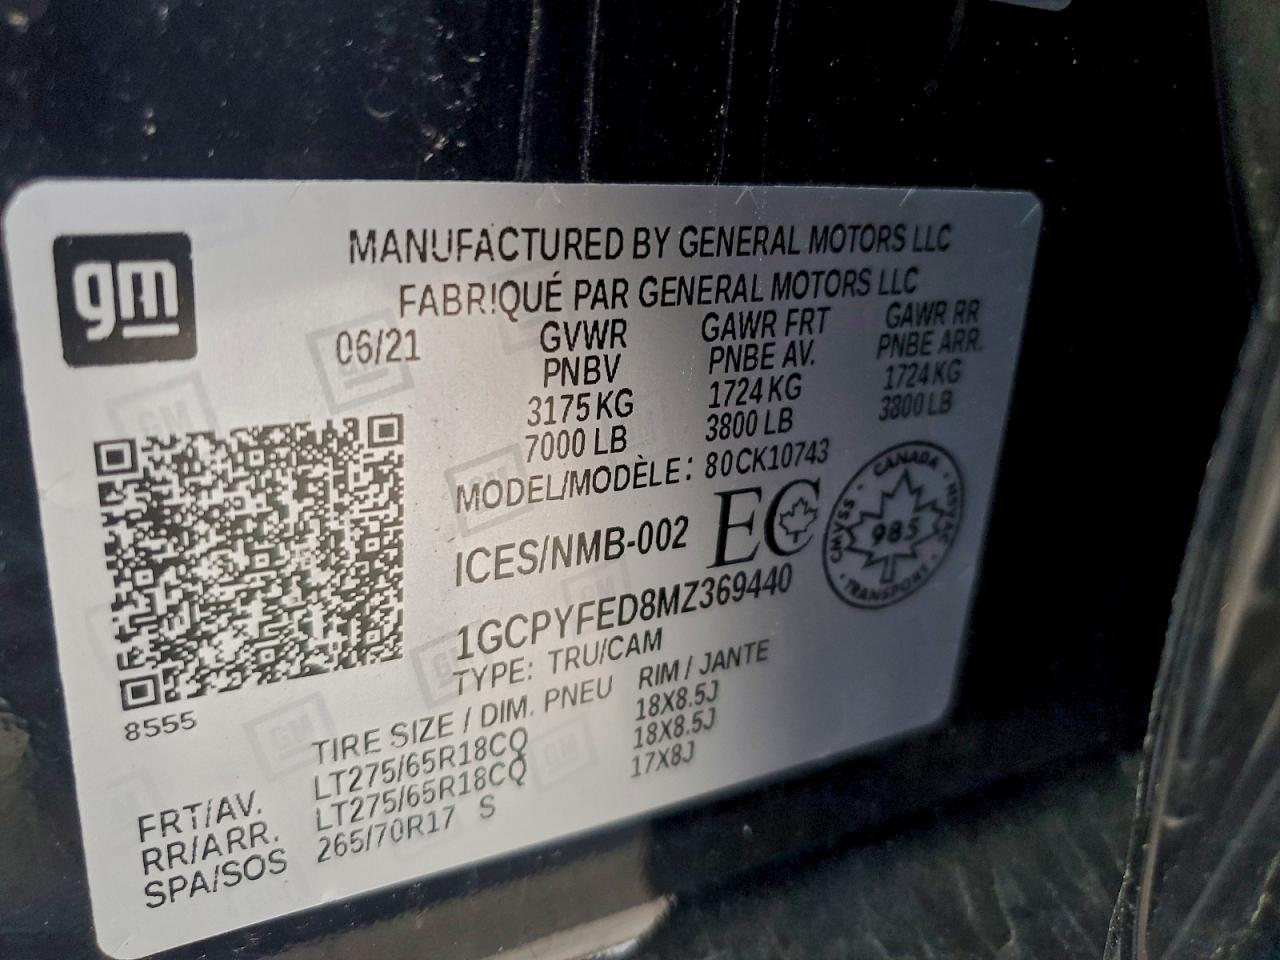 gm
MANUFACTURED BY GENERAL MOTORS LLC
FABRIQUÉ PAR GENERAL MOTORS LLC
06/21 GVWR GAWR FRT GAWR RR
PNBV PNBE AV. PNBE ARR.
3175 KG 1724 KG 1724 KG
7000 LB 3800 LB 3800 LB
MODEL/MODÈLE: 80CK10743
ICES/NMB-002 EC
CANADA NSVAC TRANSPORT CMVSS
985
1GCPYFED8MZ369440
TYPE: TRU/CAM
8555
TIRE SIZE / DIM. PNEU RIM / JANTE
FRT/AV. LT275/65R18CQ 18X8.5J
RR/ARR. LT275/65R18CQ 18X8.5J
SPA/SOS 265/70R17 S 17X8J